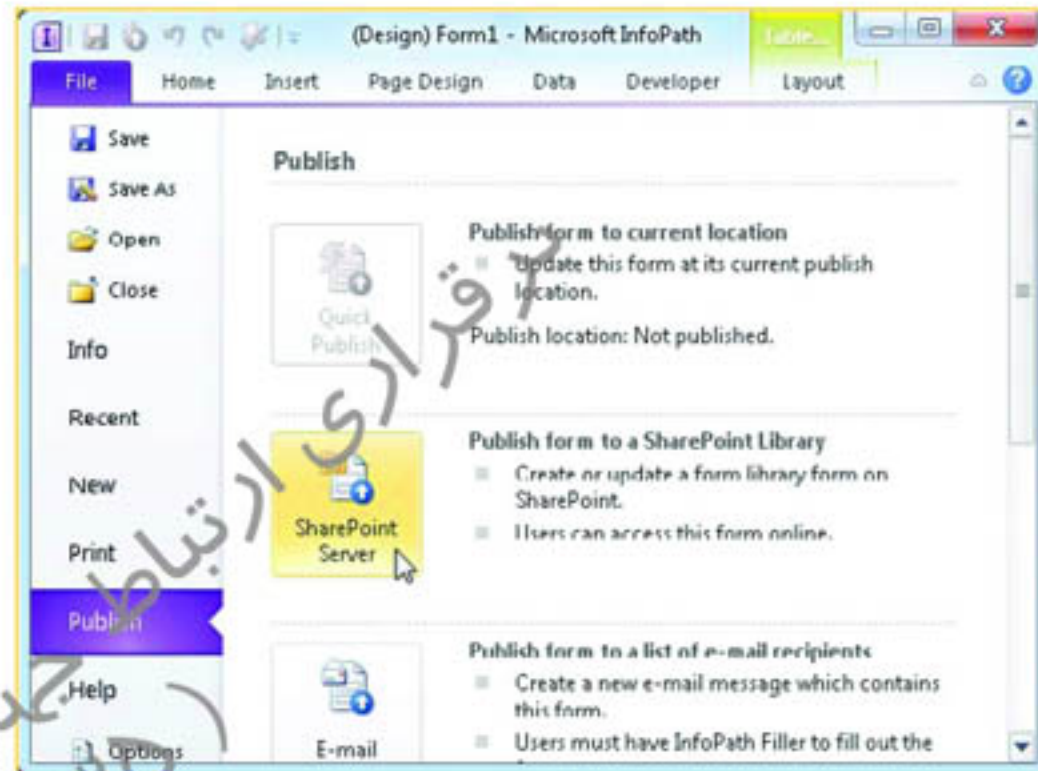 (Design) Form1 - Microsoft InfoPath
Table...
File Home Insert Page Design Data Developer Layout
Save
Save As
Open
Close
Info
Recent
New
Print
Publish
Help
Options
Publish
Quick Publish
Publish form to current location
Update this form at its current publish
location.
Publish location: Not published.
SharePoint
Server
Publish form to a SharePoint Library
Create or update a form library form on
SharePoint.
Users can access this form online.
E-mail
Publish form to a list of e-mail recipients
Create a new e-mail message which contains
this form.
Users must have InfoPath Filler to fill out the
برقراری ارتباط